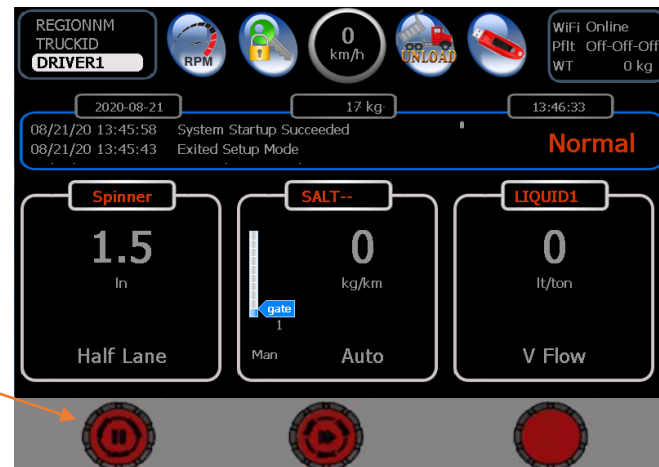 REGIONNM
TRUCKID
DRIVER1
RPM
0
km/h
UNLOAD
WiFi Online
Pflt Off-Off-Off
WT 0 kg
2020-08-21
17 kg
13:46:33
08/21/20 13:45:58 System Startup Succeeded
08/21/20 13:45:43 Exited Setup Mode
Normal
Spinner
1.5
ln
Half Lane
SALT--
0
kg/km
gate
1
Man
Auto
LIQUID1
0
lt/ton
V Flow